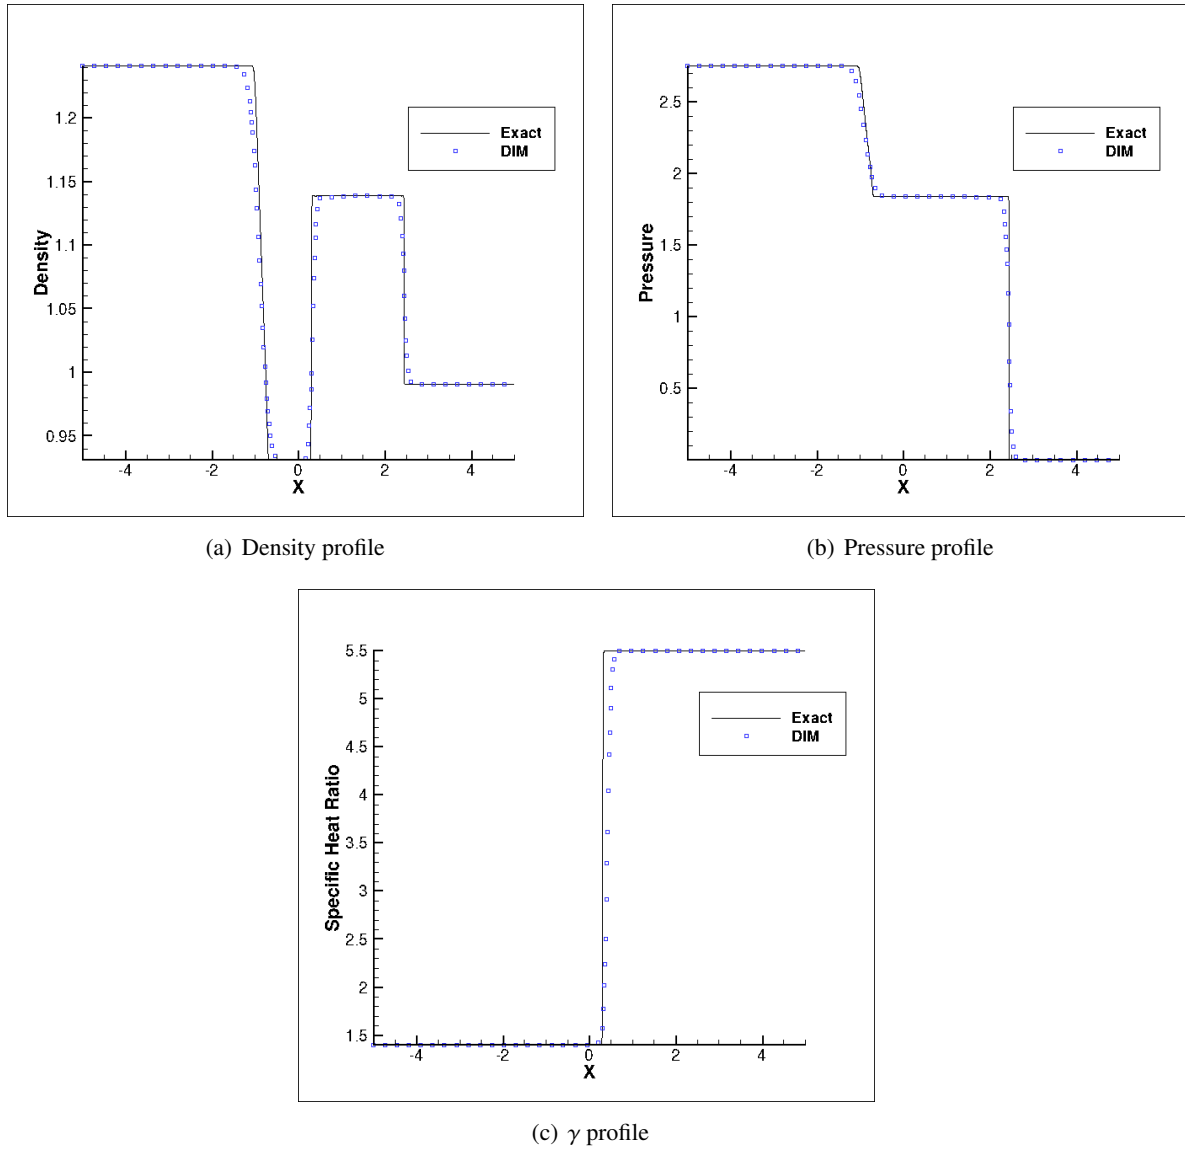 1.2
1.15
1.1
1.05
1
0.95
Density
-4 -2 0 2 4
X
Exact
DIM
(a) Density profile
2.5
2
1.5
1
0.5
Pressure
-4 -2 0 2 4
X
Exact
DIM
(b) Pressure profile
5.5
5
4.5
4
3.5
3
2.5
2
1.5
Specific Heat Ratio
-4 -2 0 2 4
X
Exact
DIM
(c) γ profile